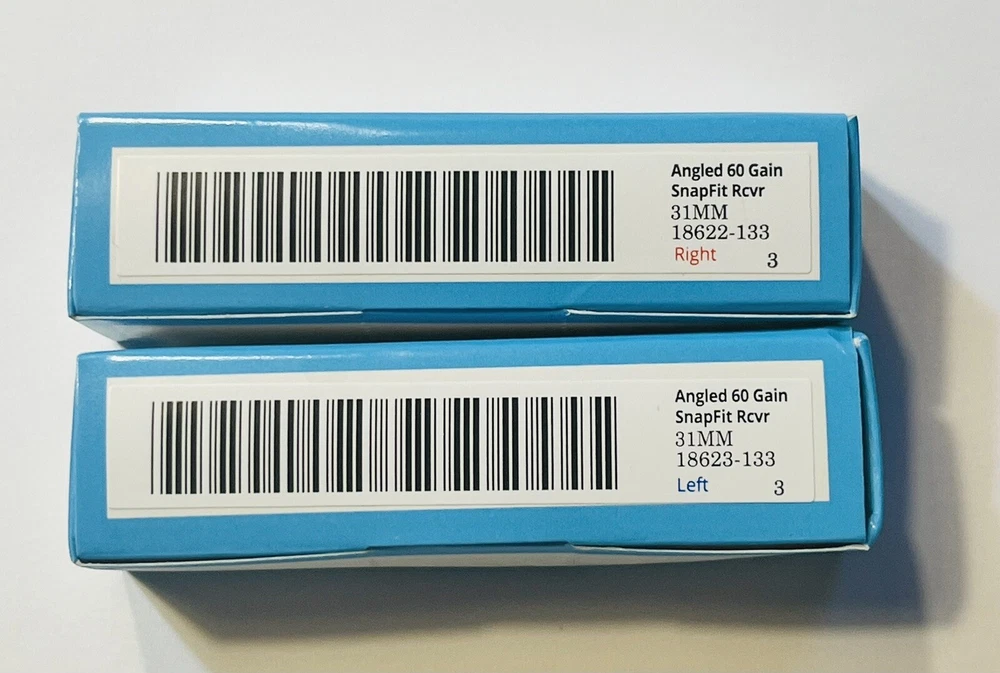 Angled 60 Gain
SnapFit Rcvr
31MM
18622-133
Right 3
Angled 60 Gain
SnapFit Rcvr
31MM
18623-133
Left 3